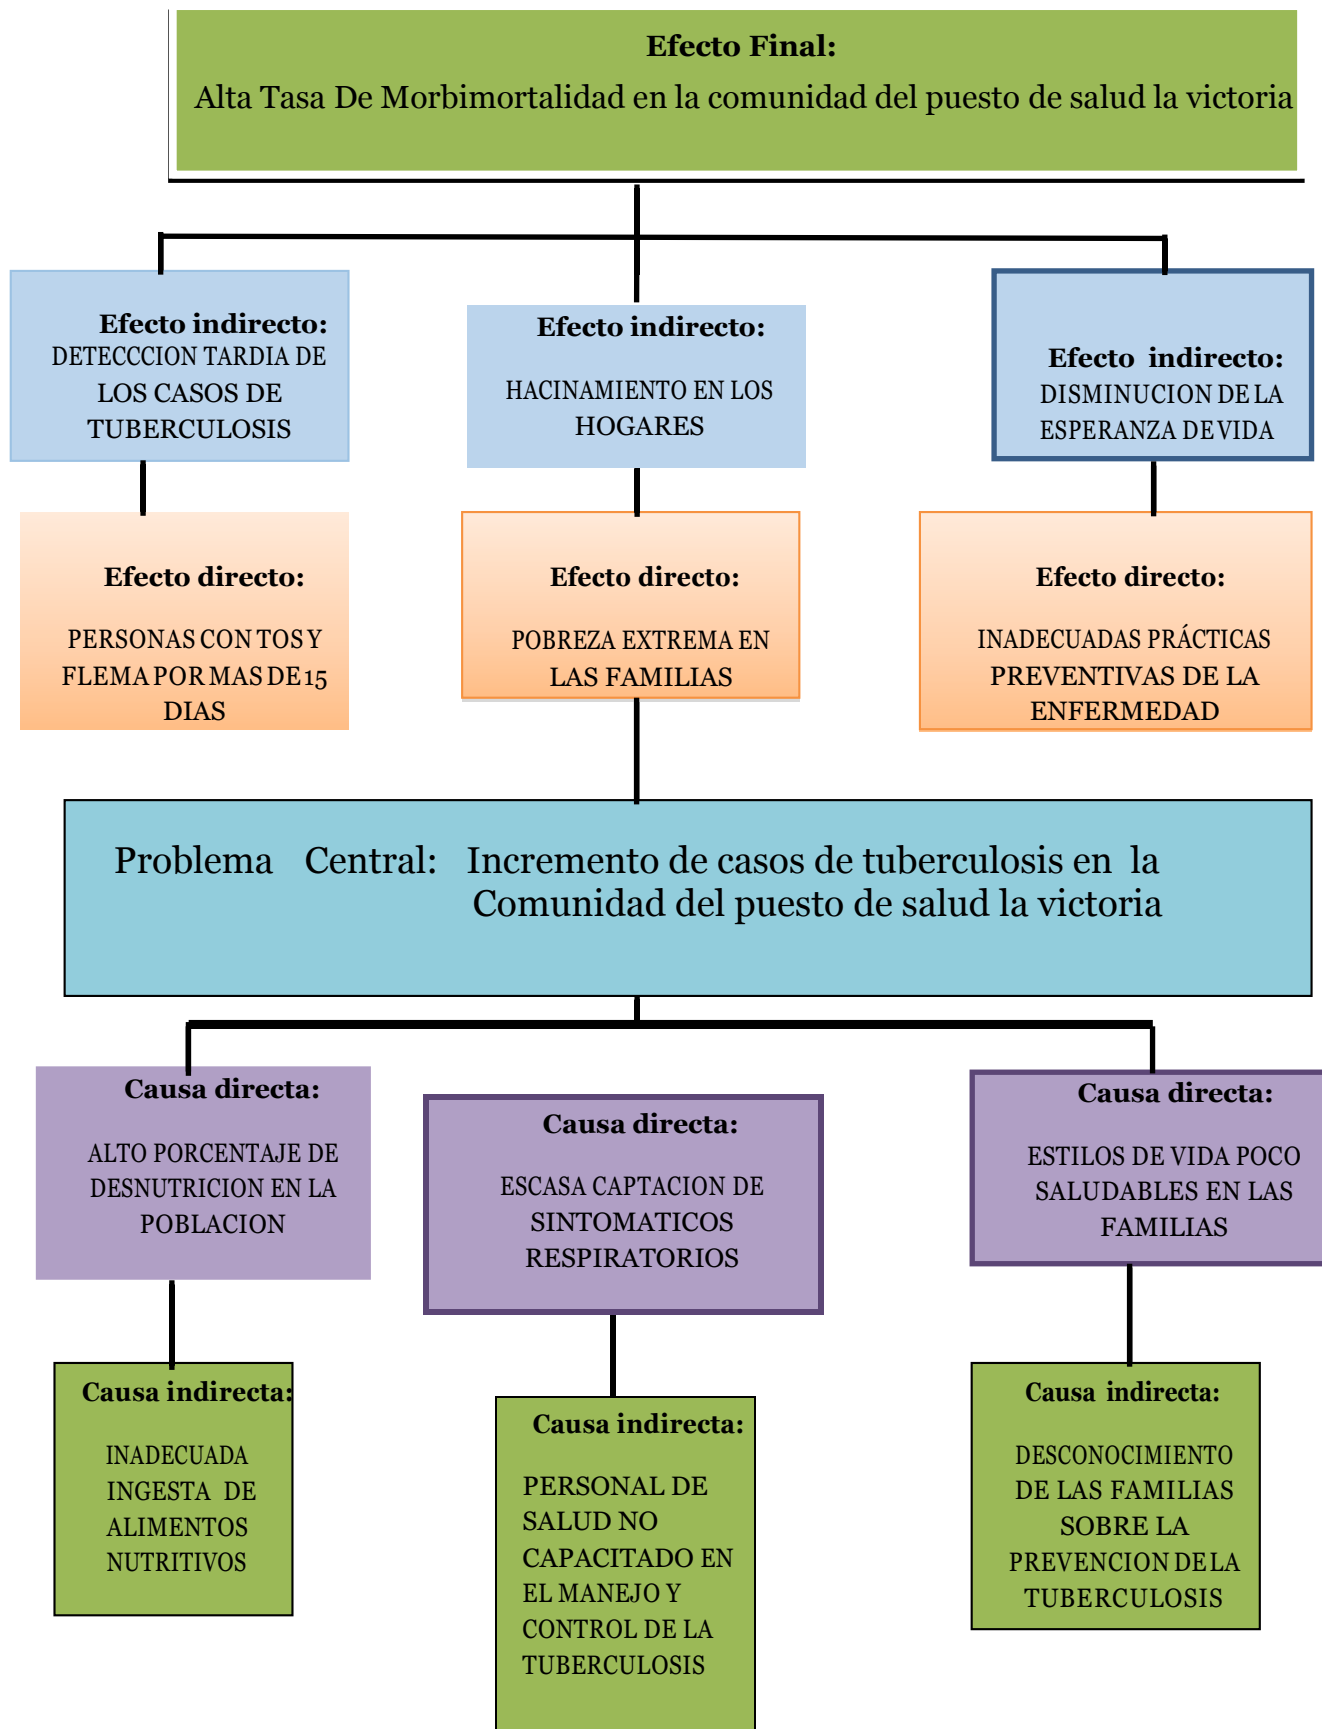 Efecto Final:
Alta Tasa De Morbimortalidad en la comunidad del puesto de salud la victoria
Efecto indirecto:
DETECCCION TARDIA DE
LOS CASOS DE
TUBERCULOSIS
Efecto indirecto:
HACINAMIENTO EN LOS
HOGARES
Efecto indirecto:
DISMINUCION DE LA
ESPERANZA DE VIDA
Efecto directo:
PERSONAS CON TOS Y
FLEMA POR MAS DE 15
DIAS
Efecto directo:
POBREZA EXTREMA EN
LAS FAMILIAS
Efecto directo:
INADECUADAS PRÁCTICAS
PREVENTIVAS DE LA
ENFERMEDAD
Problema Central: Incremento de casos de tuberculosis en la
Comunidad del puesto de salud la victoria
Causa directa:
ALTO PORCENTAJE DE
DESNUTRICION EN LA
POBLACION
Causa directa:
ESCASA CAPTACION DE
SINTOMATICOS
RESPIRATORIOS
Causa directa:
ESTILOS DE VIDA POCO
SALUDABLES EN LAS
FAMILIAS
Causa indirecta:
INADECUADA
INGESTA DE
ALIMENTOS
NUTRITIVOS
Causa indirecta:
PERSONAL DE
SALUD NO
CAPACITADO EN
EL MANEJO Y
CONTROL DE LA
TUBERCULOSIS
Causa indirecta:
DESCONOCIMIENTO
DE LAS FAMILIAS
SOBRE LA
PREVENCION DE LA
TUBERCULOSIS